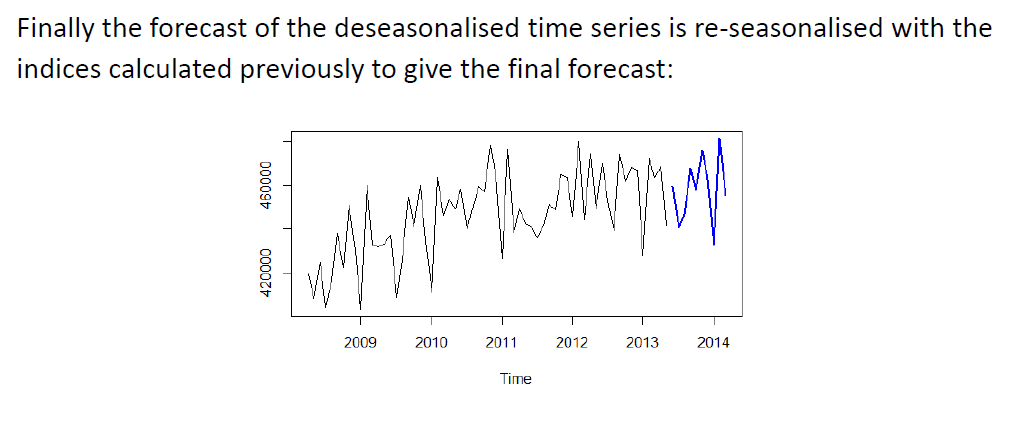 Finally the forecast of the deseasonalised time series is re-seasonalised with the
indices calculated previously to give the final forecast:
460000
420000
2009 2010 2011 2012 2013 2014
Time